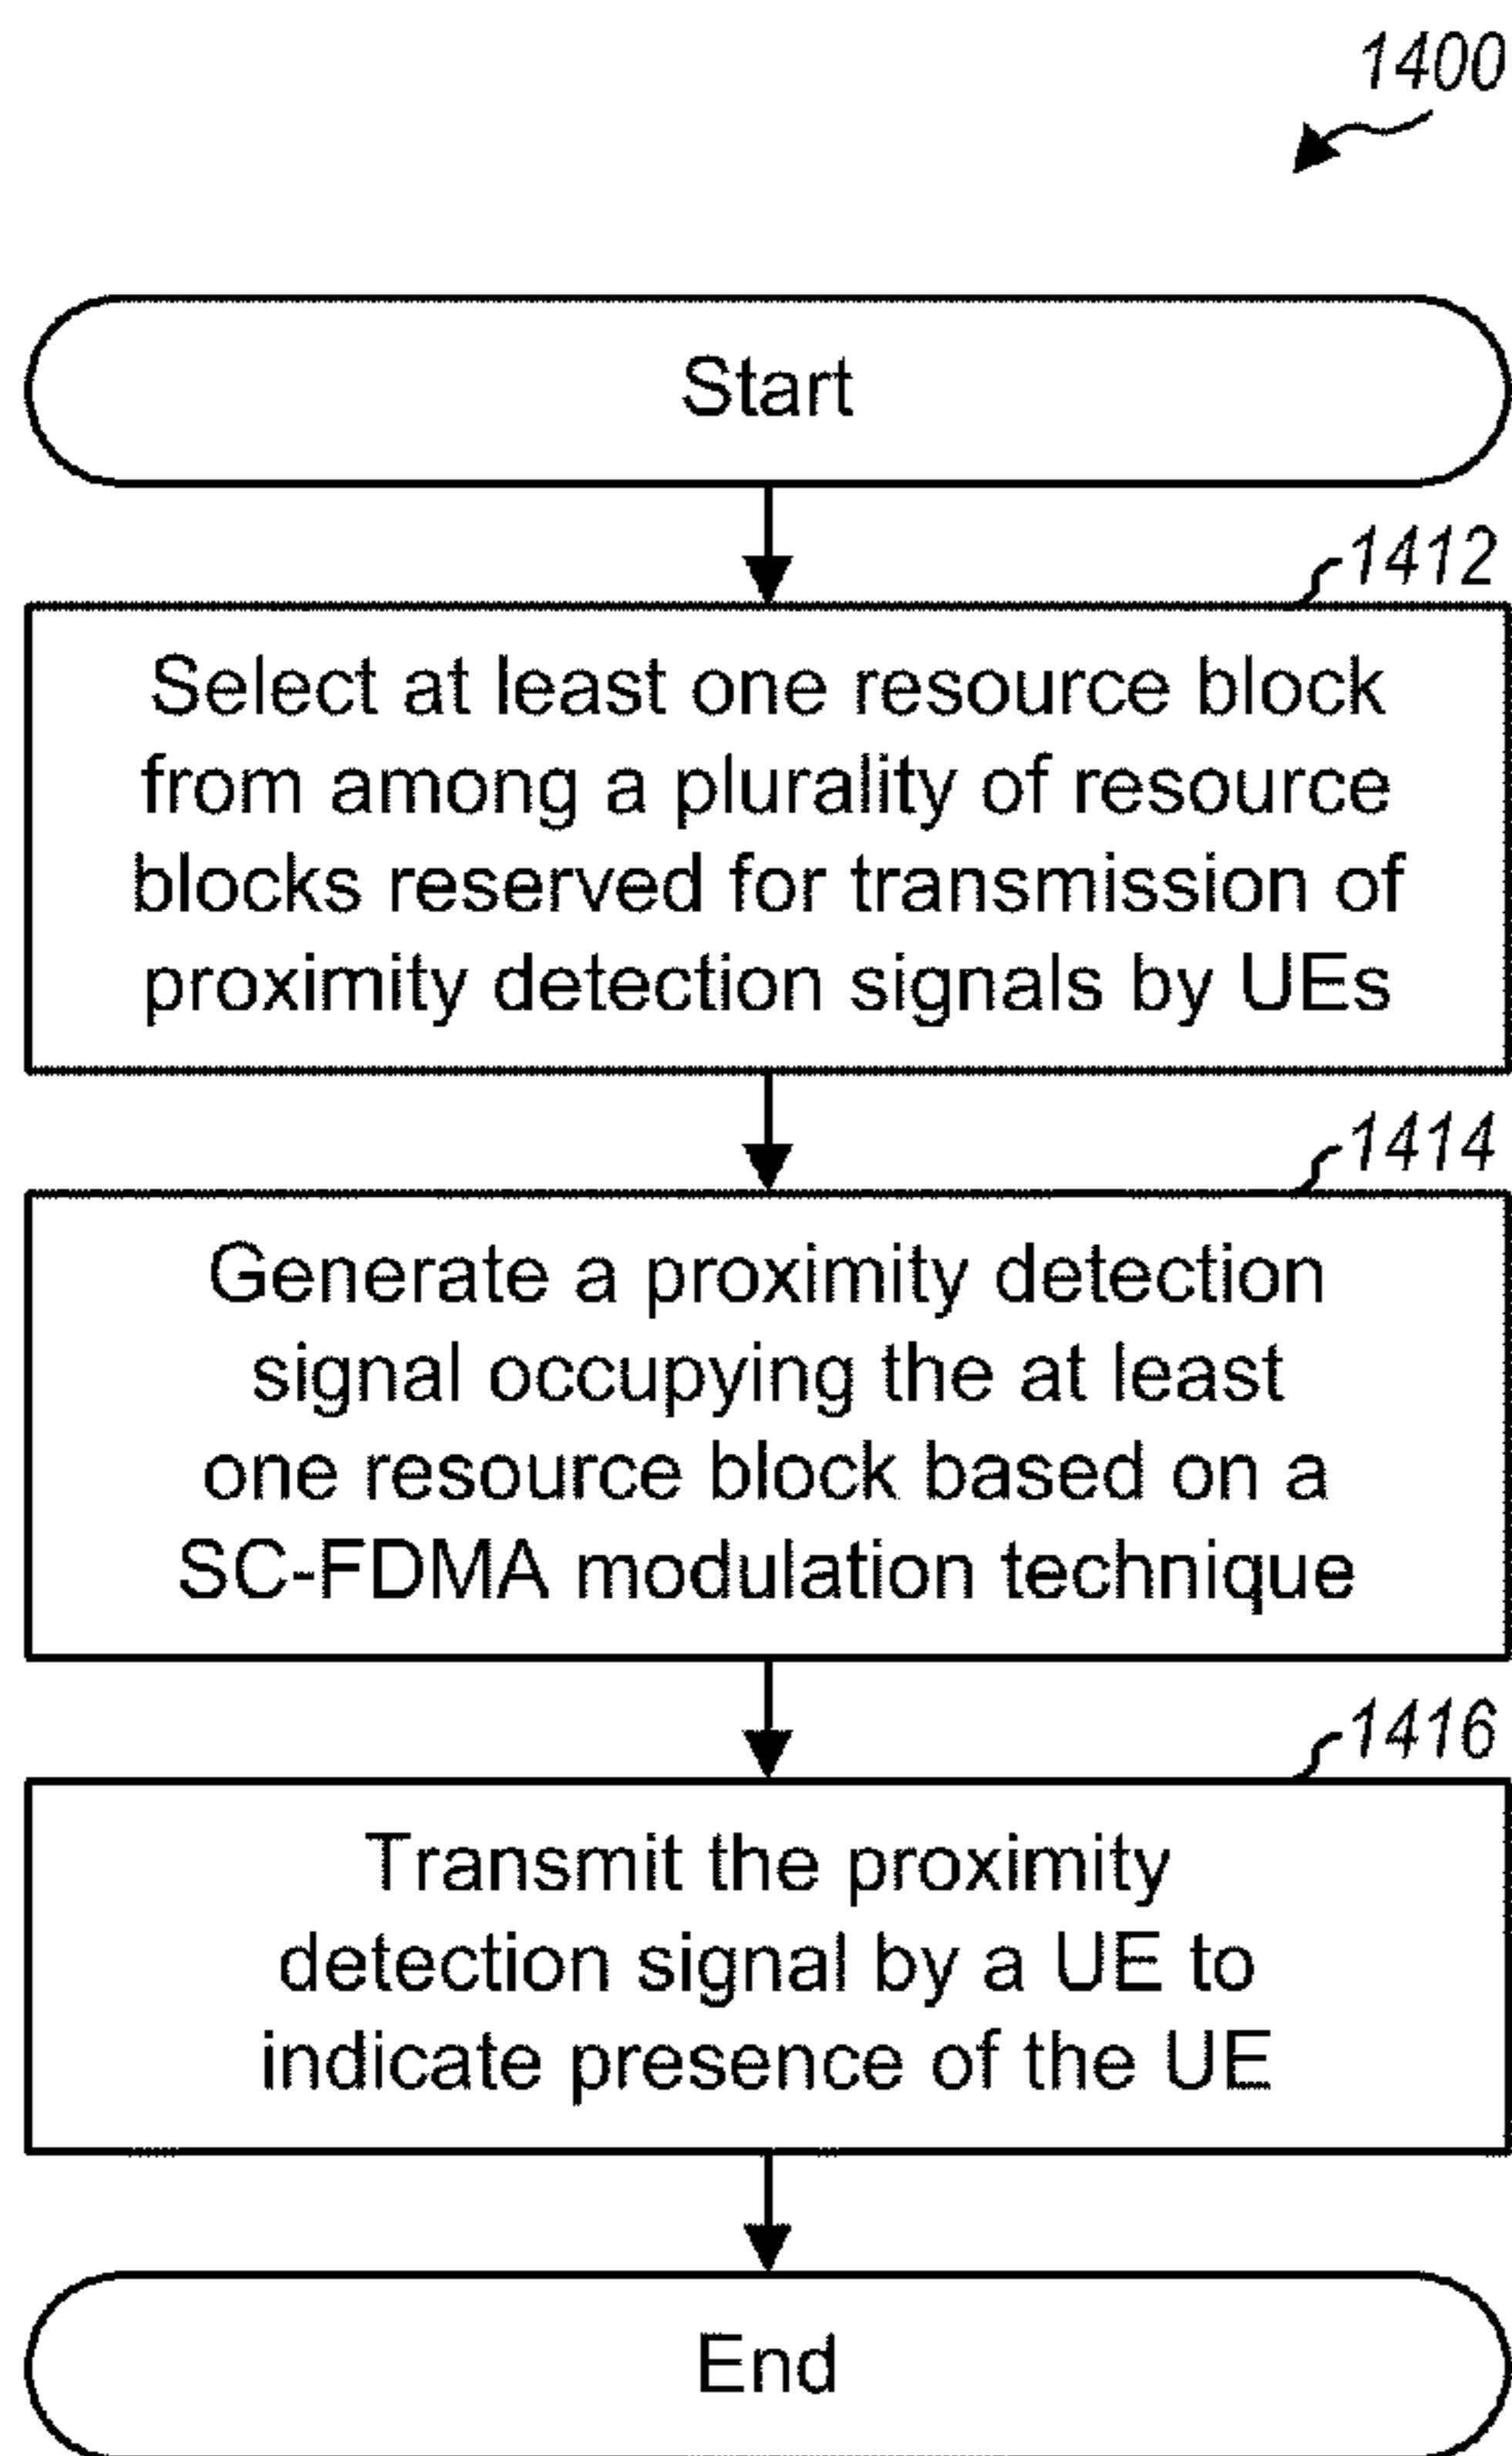 1400
Start
1412
Select at least one resource block
from among a plurality of resource
blocks reserved for transmission of
proximity detection signals by UEs
1414
Generate a proximity detection
signal occupying the at least
one resource block based on a
SC-FDMA modulation technique
1416
Transmit the proximity
detection signal by a UE to
indicate presence of the UE
End